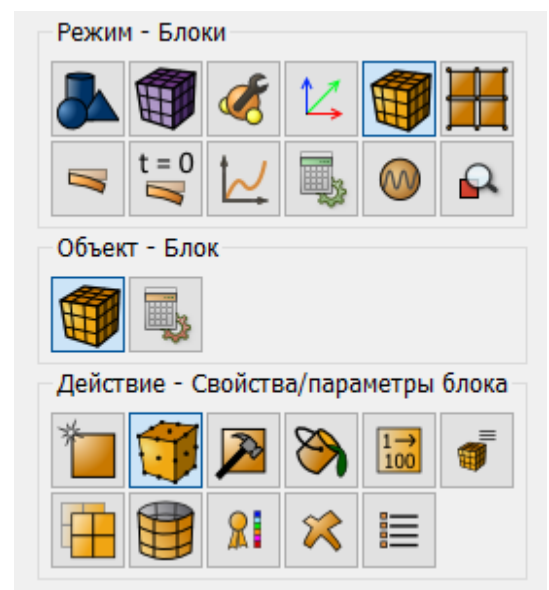 Режим - Блоки
t = 0
Объект - Блок
Действие - Свойства/параметры блока
1→
100